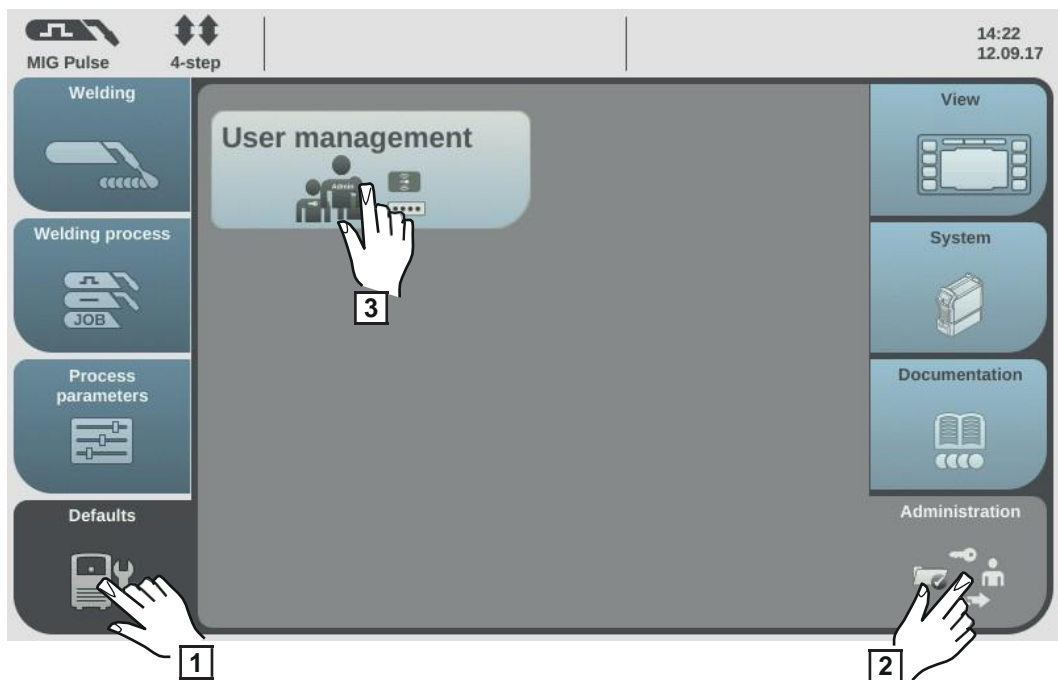 MIG Pulse
4-step
14:22
12.09.17
Welding
View
User management
Admin
Welding process
System
JOB
Process
parameters
Documentation
Defaults
Administration
3
1
2